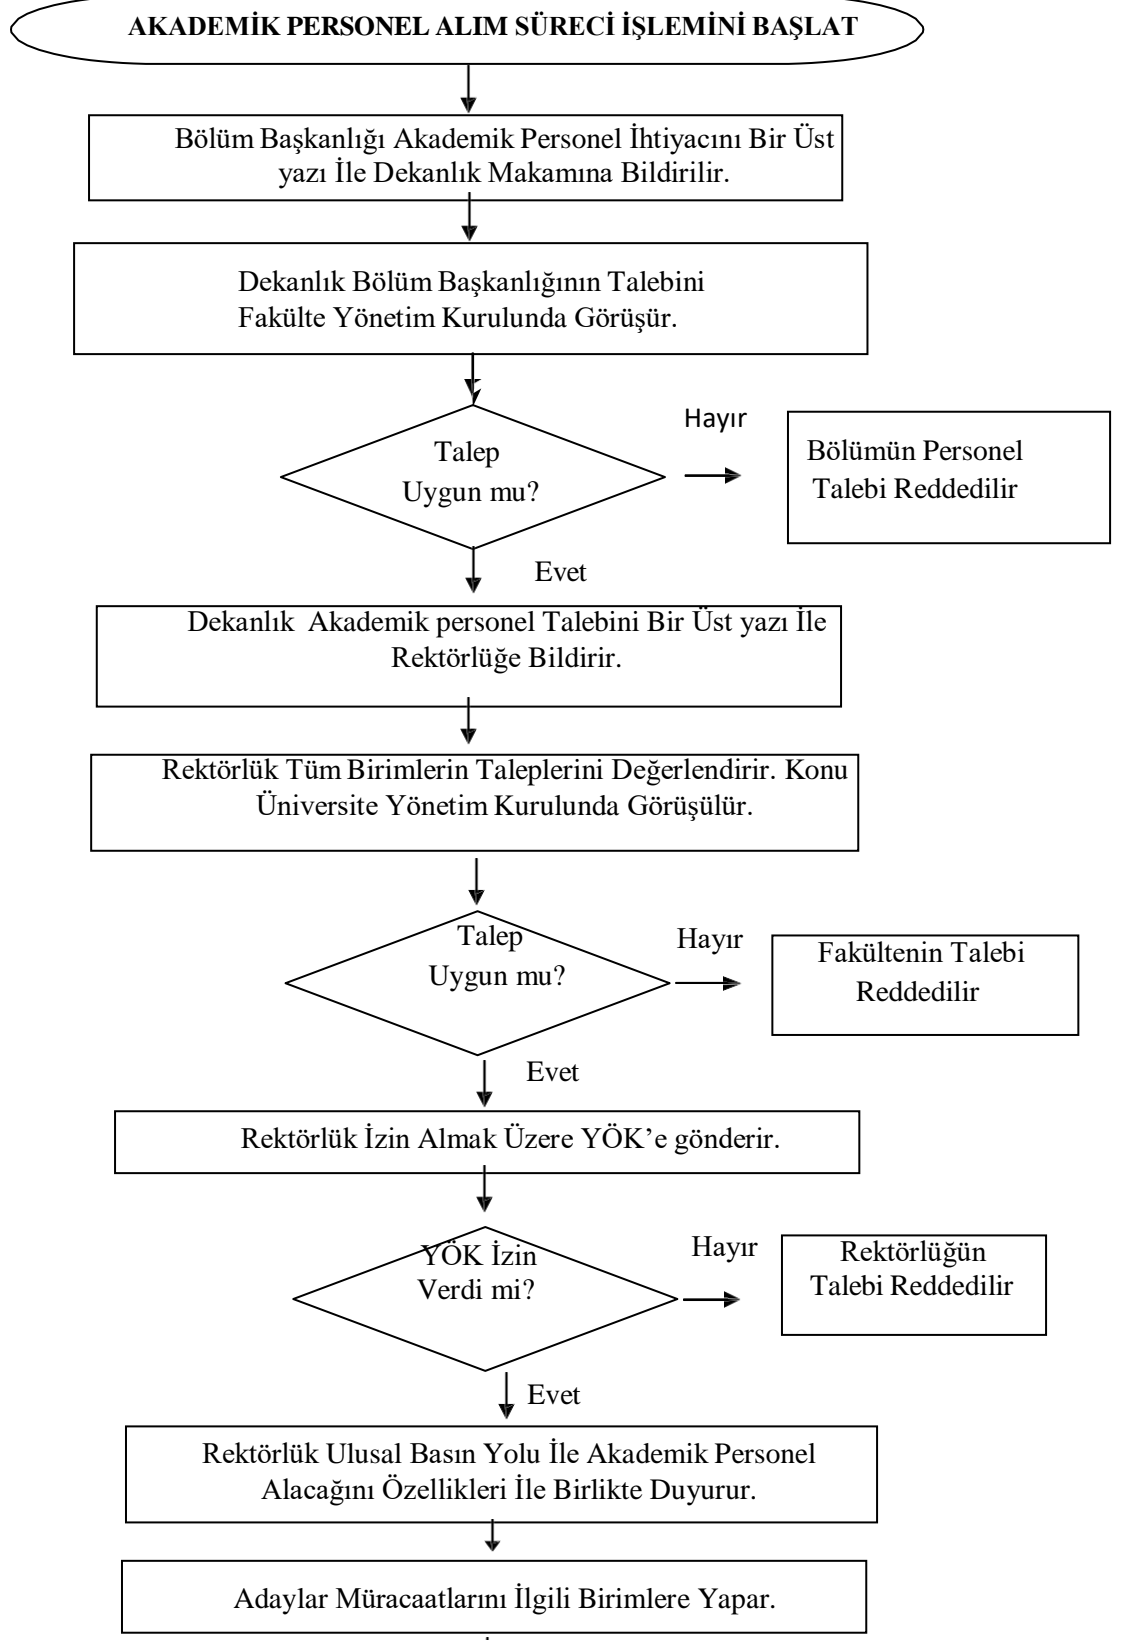 AKADEMİK PERSONEL ALIM SÜRECİ İŞLEMİNİ BAŞLAT
Bölüm Başkanlığı Akademik Personel İhtiyacını Bir Üst
yazı İle Dekanlık Makamına Bildirilir.
Dekanlık Bölüm Başkanlığının Talebini
Fakülte Yönetim Kurulunda Görüşür.
Talep
Uygun mu?
Hayır
Bölümün Personel
Talebi Reddedilir
Evet
Dekanlık Akademik personel Talebini Bir Üst yazı İle
Rektörlüğe Bildirir.
Rektörlük Tüm Birimlerin Taleplerini Değerlendirir. Konu
Üniversite Yönetim Kurulunda Görüşülür.
Talep
Uygun mu?
Hayır
Fakültenin Talebi
Reddedilir
Evet
Rektörlük İzin Almak Üzere YÖK’e gönderir.
YÖK İzin
Verdi mi?
Hayır
Rektörlüğün
Talebi Reddedilir
Evet
Rektörlük Ulusal Basın Yolu İle Akademik Personel
Alacağını Özellikleri İle Birlikte Duyurur.
Adaylar Müracaatlarını İlgili Birimlere Yapar.